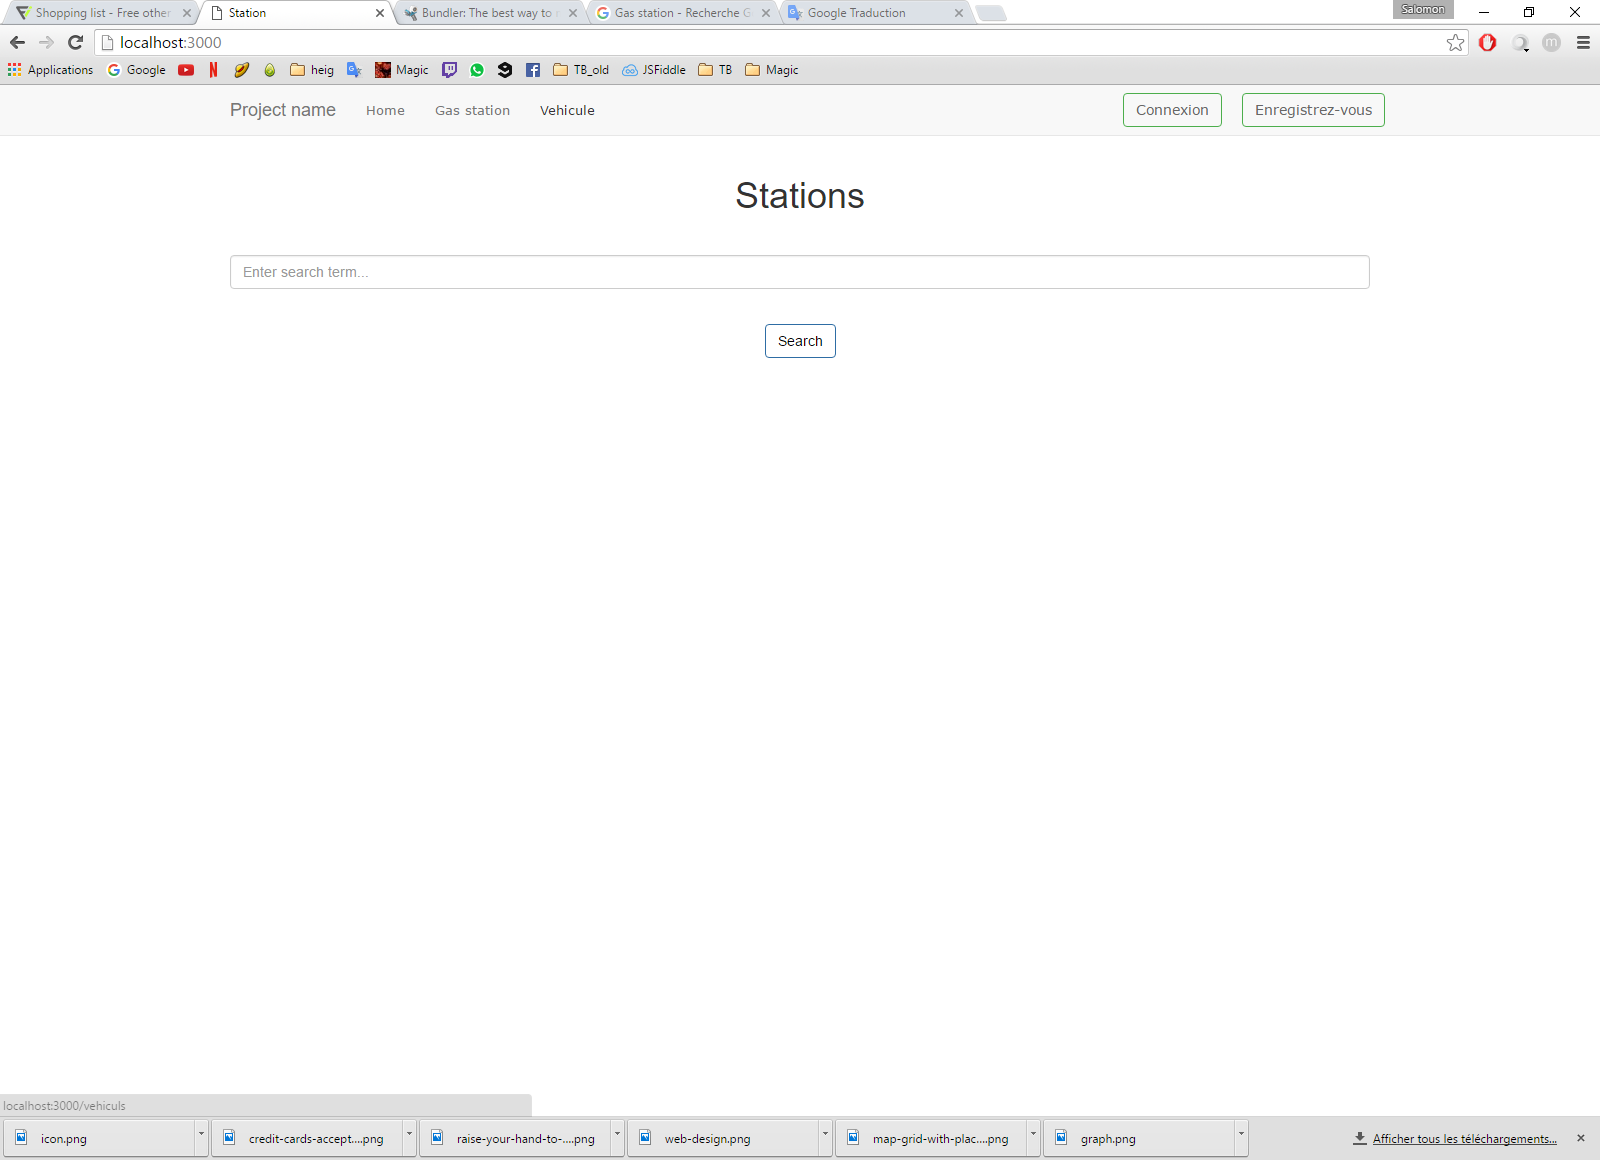 Shopping list - Free other
Station
Bundler: The best way to
Gas station - Recherche G
Google Traduction
Salomon
localhost:3000
Applications
Google
heig
Magic
TB_old
JSFiddle
TB
Magic
Project name
Home
Gas station
Vehicule
Connexion
Enregistrez-vous
Stations
Enter search term...
Search
localhost:3000/vehiculs
icon.png
credit-cards-accept....png
raise-your-hand-to-....png
web-design.png
map-grid-with-plac....png
graph.png
Afficher tous les téléchargements...